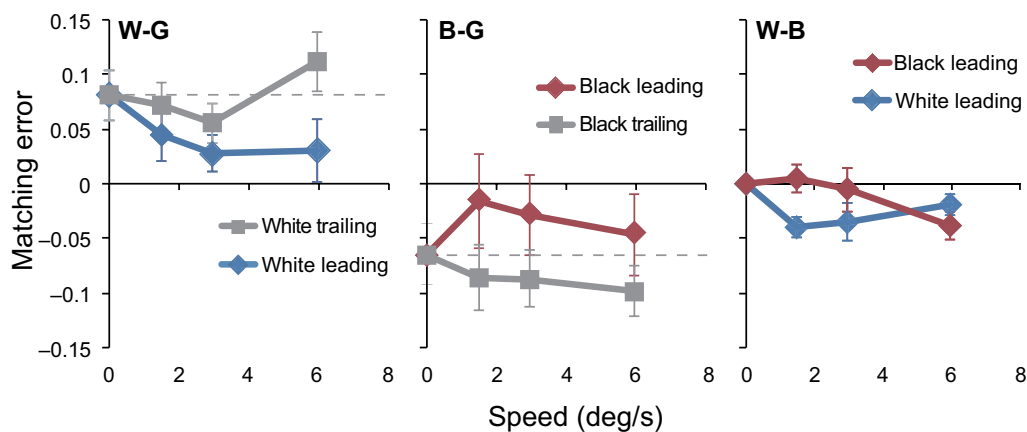 W-G
B-G
W-B
0.15
0.1
0.05
0
–0.05
–0.1
–0.15
Matching error
White trailing
White leading
Black leading
Black trailing
Black leading
White leading
0 2 4 6 8
0 2 4 6 8
0 2 4 6 8
Speed (deg/s)